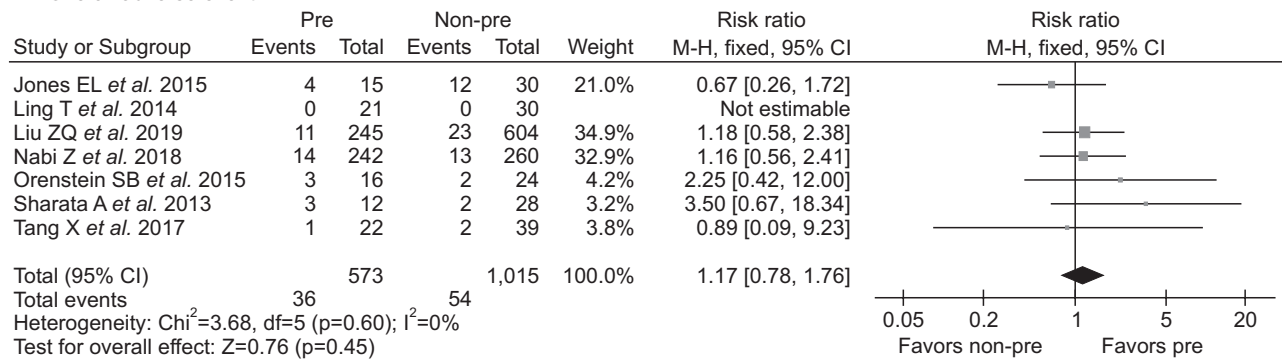 Pre Non-pre Risk ratio Risk ratio
Study or Subgroup Events Total Events Total Weight M-H, fixed, 95% CI M-H, fixed, 95% CI
Jones EL et al. 2015 4 15 12 30 21.0% 0.67 [0.26, 1.72]
Ling T et al. 2014 0 21 0 30 Not estimable
Liu ZQ et al. 2019 11 245 23 604 34.9% 1.18 [0.58, 2.38]
Nabi Z et al. 2018 14 242 13 260 32.9% 1.16 [0.56, 2.41]
Orenstein SB et al. 2015 3 16 2 24 4.2% 2.25 [0.42, 12.00]
Sharata A et al. 2013 3 12 2 28 3.2% 3.50 [0.67, 18.34]
Tang X et al. 2017 1 22 2 39 3.8% 0.89 [0.09, 9.23]
Total (95% CI) 573 1,015 100.0% 1.17 [0.78, 1.76]
Total events 36 54
Heterogeneity: Chi²=3.68, df=5 (p=0.60); I²=0%
Test for overall effect: Z=0.76 (p=0.45)
0.05 0.2 1 5 20
Favors non-pre Favors pre